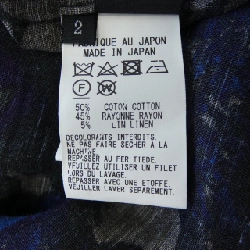 2
FABRIQUE AU JAPON
MADE IN JAPAN
50% COTON COTTON
45% RAYONNE RAYON
5% LIN LINEN
DECOLORANTS INTERDITS.
NE PAS FAIRE SECHER A LA
MACHINE.
REPASSER AU FER TIEDE.
VEUILLEZ UTILISER UN FILET
LORS DU LAVAGE.
REPASSER AVEC UNE ETOFFE.
VEUILLEZ LAVER SEPAREMENT.